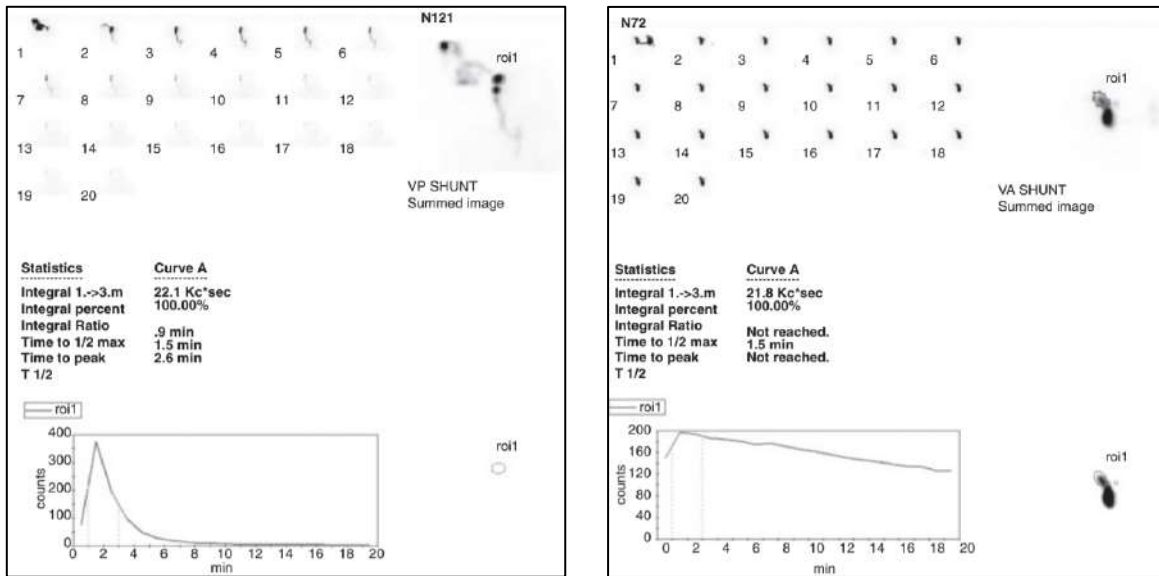 N121
roi1
1 2 3 4 5 6
7 8 9 10 11 12
13 14 15 16 17 18
19 20
VP SHUNT
Summed image
Statistics Curve A
Integral 1.->3.m 22.1 Kc*sec
Integral percent 100.00%
Integral Ratio .9 min
Time to 1/2 max 1.5 min
Time to peak 2.6 min
T 1/2
roi1
400
300
200
100
0
counts
0 2 4 6 8 10 12 14 16 18 20
min
roi1
N72
roi1
1 2 3 4 5 6
7 8 9 10 11 12
13 14 15 16 17 18
19 20
VA SHUNT
Summed image
Statistics Curve A
Integral 1.->3.m 21.8 Kc*sec
Integral percent 100.00%
Integral Ratio Not reached.
Time to 1/2 max 1.5 min
Time to peak Not reached.
T 1/2
roi1
200
160
120
80
40
0
counts
0 2 4 6 8 10 12 14 16 18 20
min
roi1